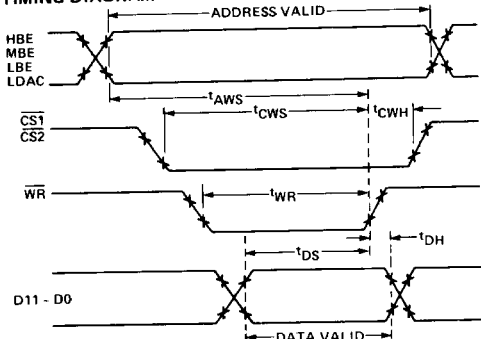 TIMING DIAGRAM
ADDRESS VALID
HBE
MBE
LBE
LDAC
tAWS
CS1
CS2
tCWS
tCWH
WR
tWR
tDS
tDH
D11 - D0
DATA VALID